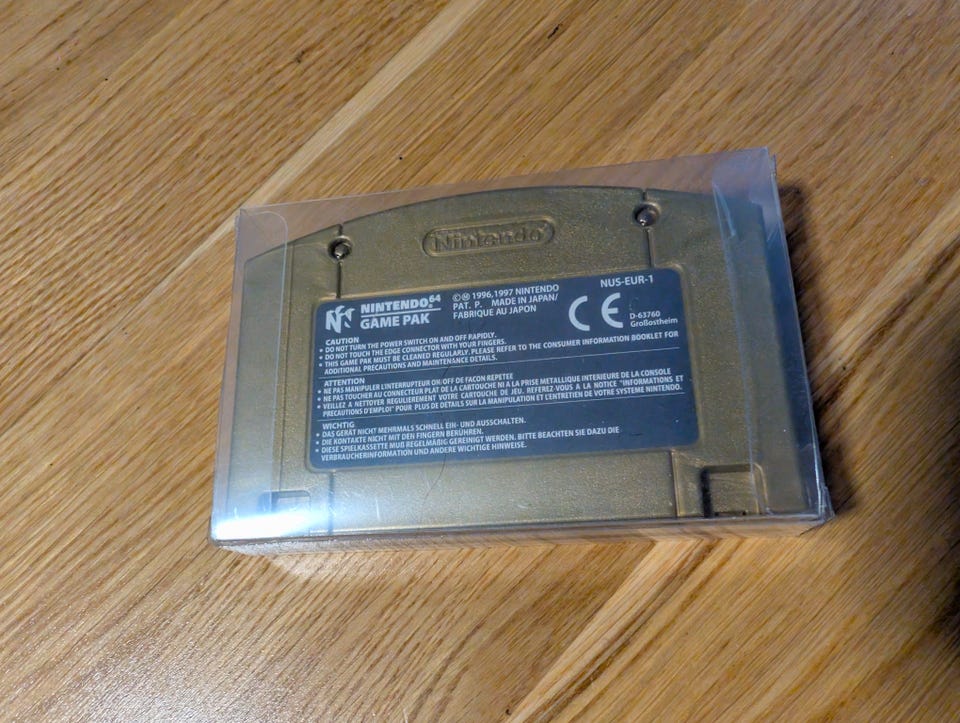 Nintendo
NINTENDO 64
GAME PAK
©Ⓜ 1996,1997 NINTENDO
PAT. P. MADE IN JAPAN/
FABRIQUE AU JAPON
NUS-EUR-1
CE
D-63760
Großostheim
CAUTION
• DO NOT TURN THE POWER SWITCH ON AND OFF RAPIDLY.
• DO NOT TOUCH THE EDGE CONNECTOR WITH YOUR FINGERS.
• THIS GAME PAK MUST BE CLEANED REGULARLY. PLEASE REFER TO THE CONSUMER INFORMATION BOOKLET FOR
ADDITIONAL PRECAUTIONS AND MAINTENANCE DETAILS.
ATTENTION
• NE PAS MANIPULER L'INTERRUPTEUR OK-OFF DE FACON REPETEE
• NE PAS TOUCHER AU CONNECTEUR PLAT DE LA CARTOUCHE NI A LA PRISE METALLIQUE INTERIEURE DE LA CONSOLE
• VEILLEZ A NETTOYER REGULIEREMENT VOTRE CARTOUCHE DE JEU. REFEREZ-VOUS A LA NOTICE "INFORMATIONS ET
PRECAUTIONS D'EMPLOI" POUR PLUS DE DETAILS SUR LA MANIPULATION ET L'ENTRETIEN DE VOTRE SYSTEME NINTENDO.
WICHTIG
• DAS GERÄT NICHT MEHRMALS SCHNELL EIH- UND AUSSCHALTEN.
• DIE KONTAKTE NICHT MIT DEN FINGERN BERÜHREN.
• DIESE SPIELKASSETTE MUß REGELMÄßIG GEREINIGT WERDEN. BITTE BEACHTEN SIE DAZU DIE
VERBRAUCHERINFORMATION UND ANDERE WICHTIGE HINWEISE.